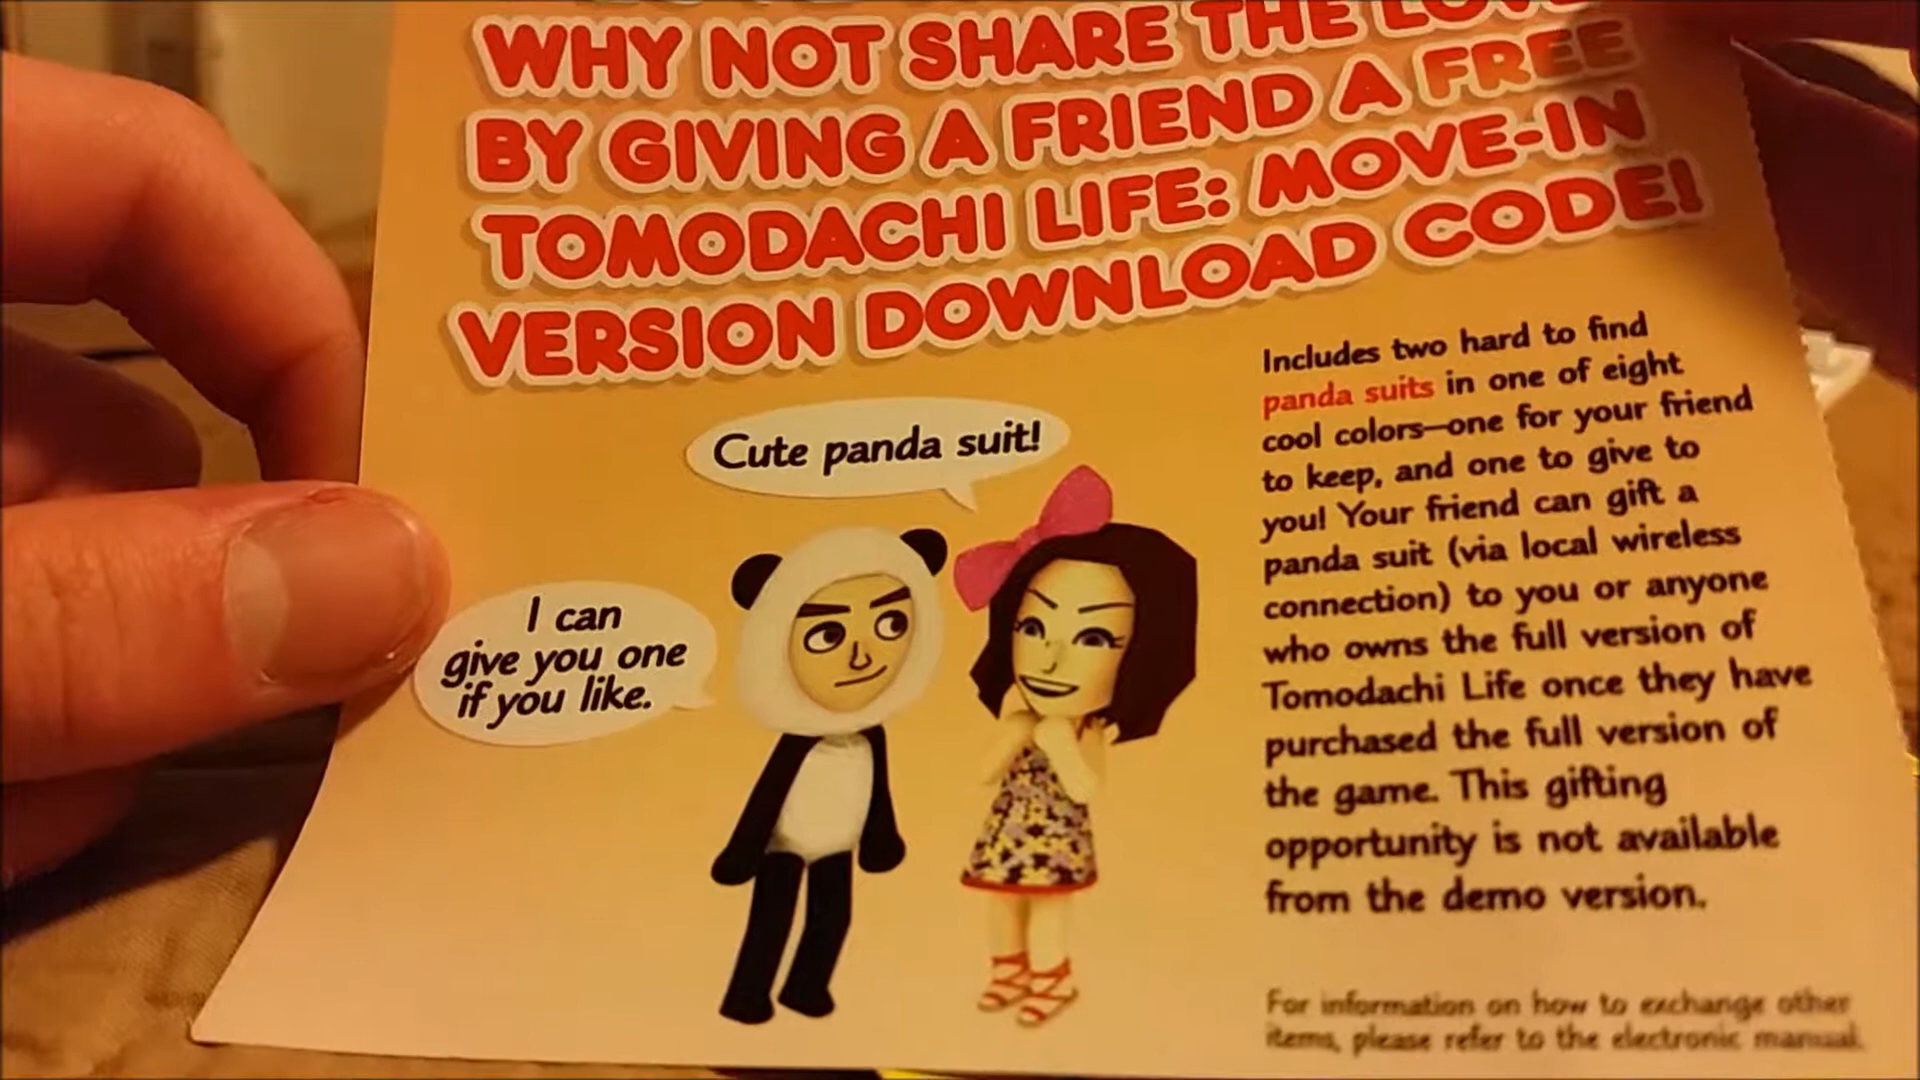 WHY NOT SHARE THE LOVE
BY GIVING A FRIEND A FREE
TOMODACHI LIFE: MOVE-IN
VERSION DOWNLOAD CODE!
Cute panda suit!
I can
give you one
if you like.
Includes two hard to find
panda suits in one of eight
cool colors—one for your friend
to keep, and one to give to
you! Your friend can gift a
panda suit (via local wireless
connection) to you or anyone
who owns the full version of
Tomodachi Life once they have
purchased the full version of
the game. This gifting
opportunity is not available
from the demo version.
For information on how to exchange other
items, please refer to the electronic manual.